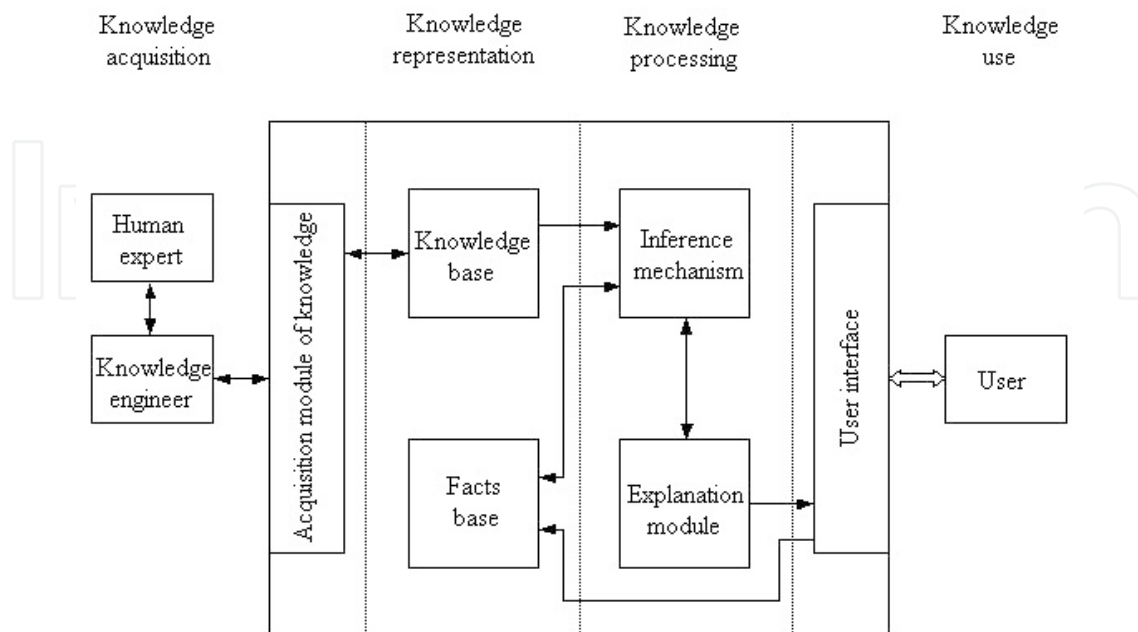 Knowledge
acquisition
Knowledge
representation
Knowledge
processing
Knowledge
use
Human
expert
Knowledge
engineer
Acquisition module of knowledge
Knowledge
base
Facts
base
Inference
mechanism
Explanation
module
User interface
User